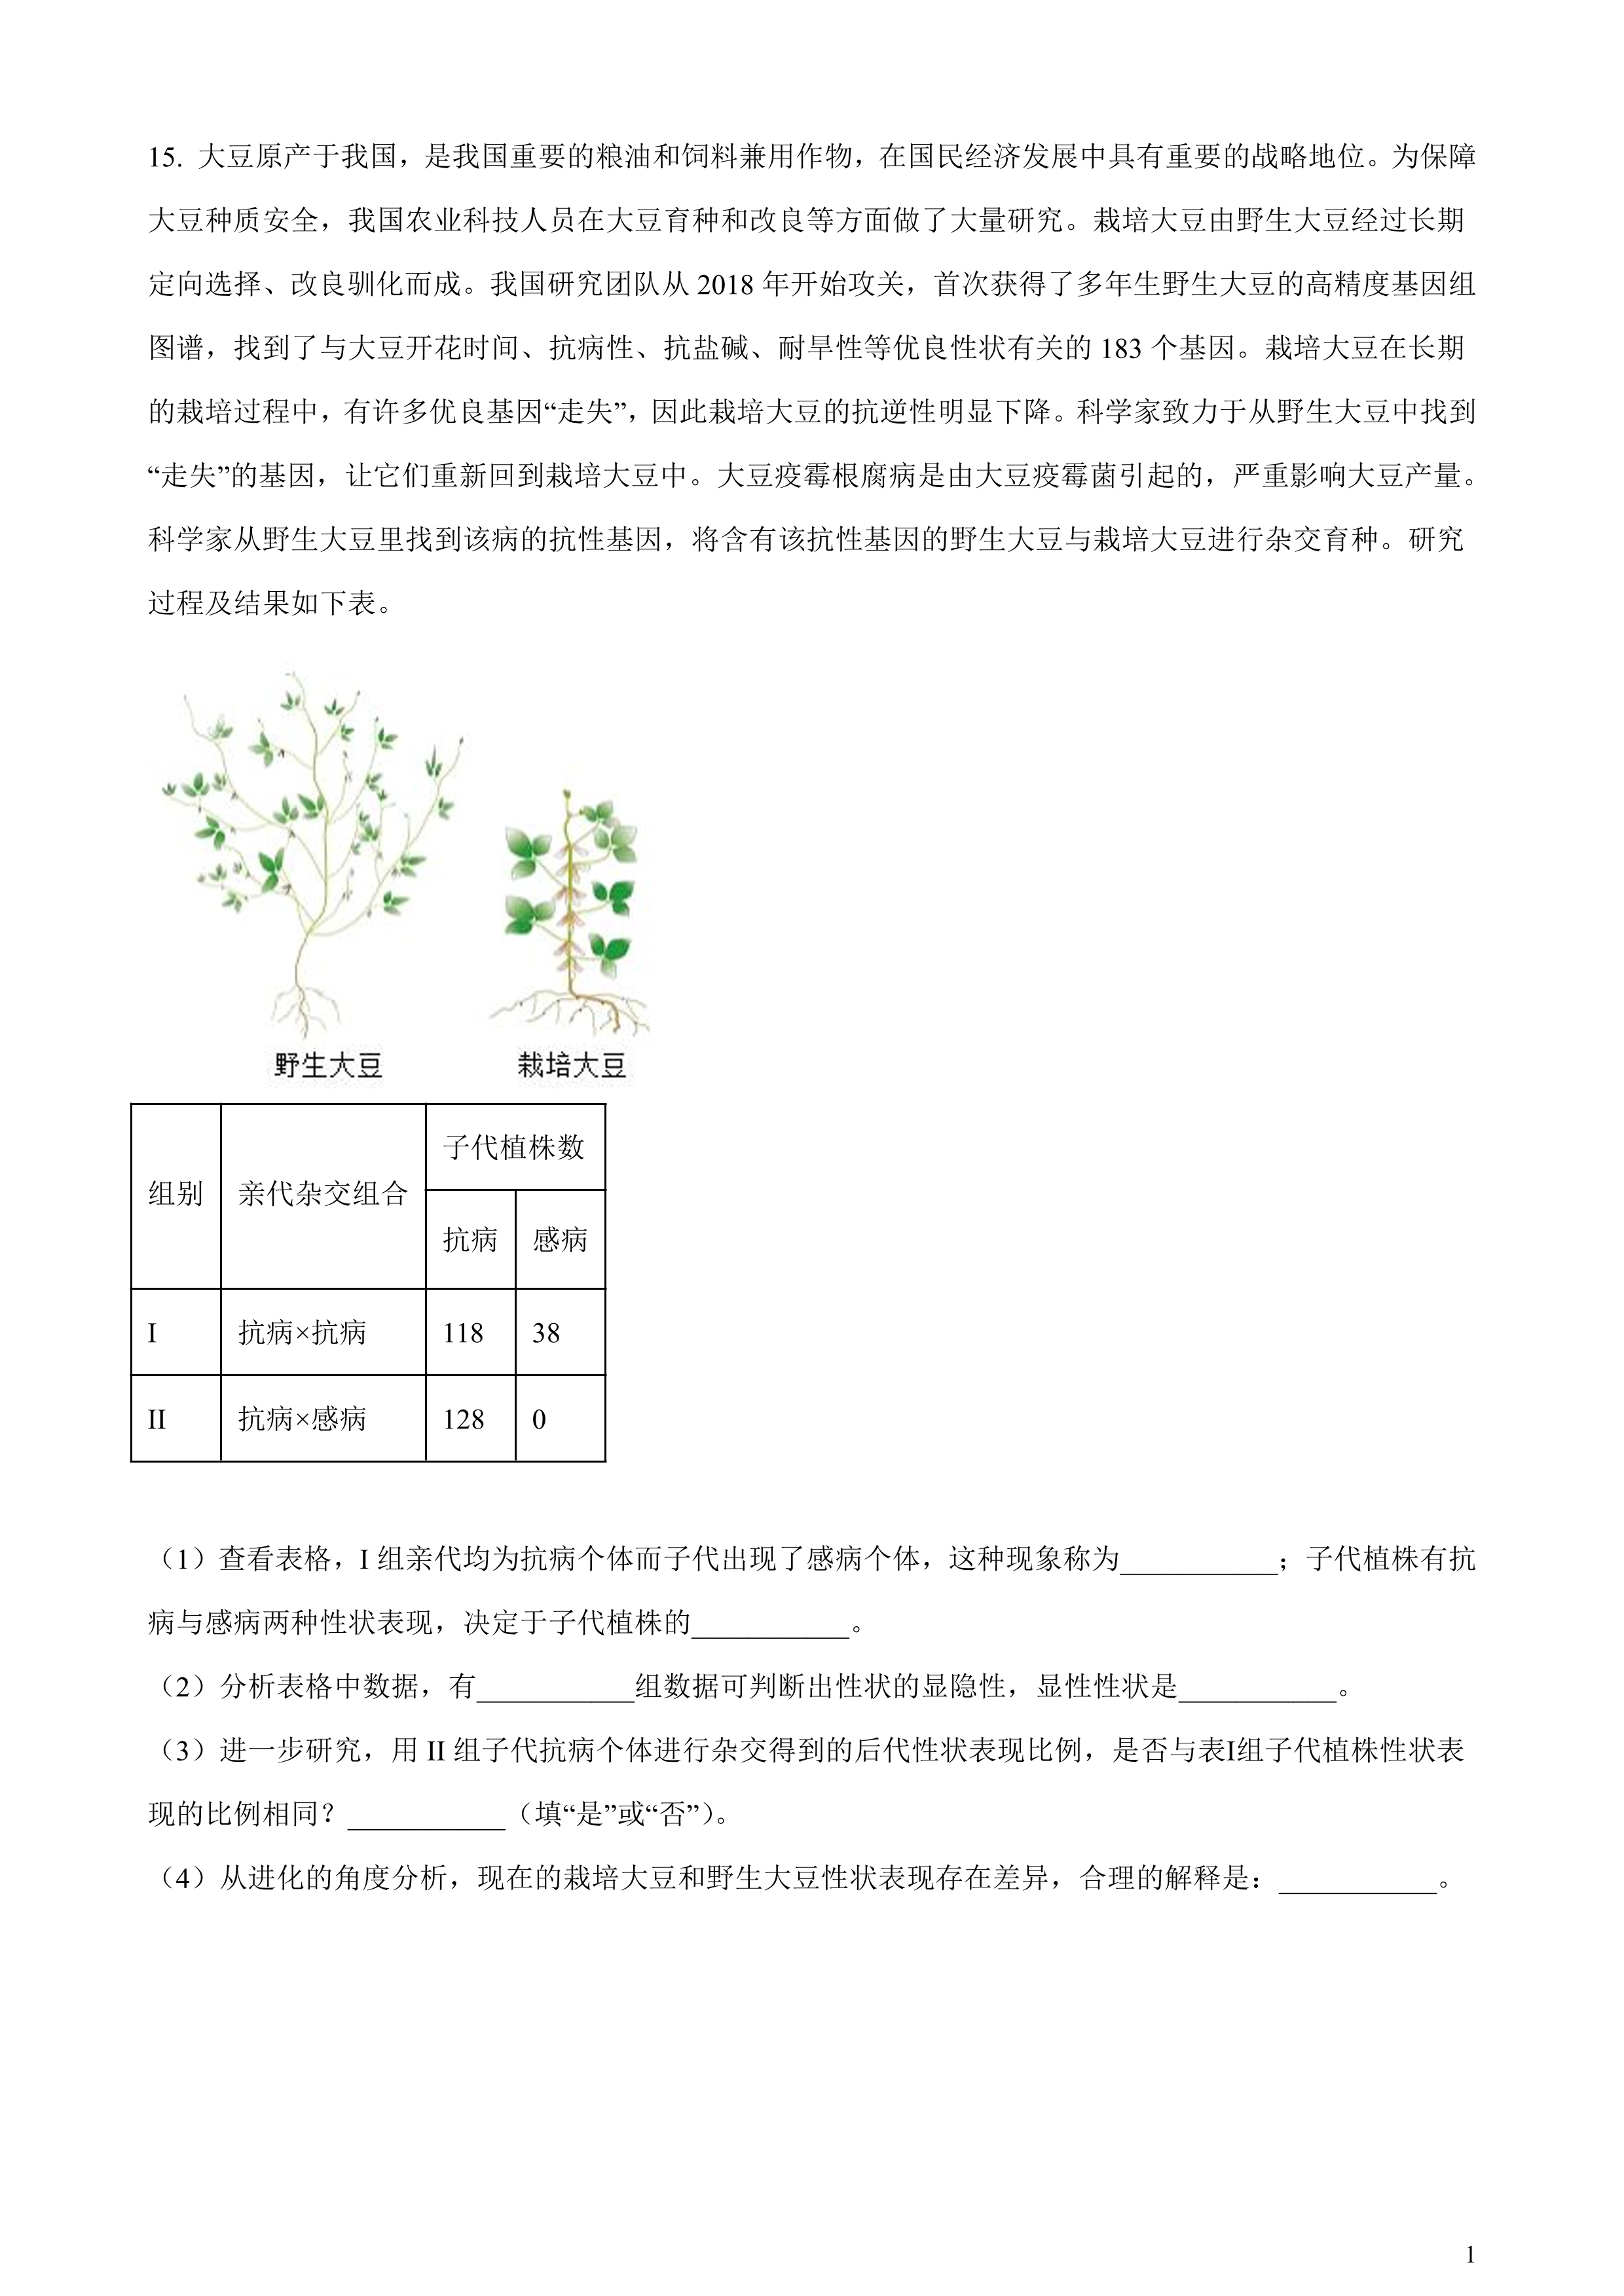 15. 大豆原产于我国，是我国重要的粮油和饲料兼用作物，在国民经济发展中具有重要的战略地位。为保障
大豆种质安全，我国农业科技人员在大豆育种和改良等方面做了大量研究。栽培大豆由野生大豆经过长期
定向选择、改良驯化而成。我国研究团队从 2018 年开始攻关，首次获得了多年生野生大豆的高精度基因组
图谱，找到了与大豆开花时间、抗病性、抗盐碱、耐旱性等优良性状有关的 183 个基因。栽培大豆在长期
的栽培过程中，有许多优良基因“走失”，因此栽培大豆的抗逆性明显下降。科学家致力于从野生大豆中找到
“走失”的基因，让它们重新回到栽培大豆中。大豆疫霉根腐病是由大豆疫霉菌引起的，严重影响大豆产量。
科学家从野生大豆里找到该病的抗性基因，将含有该抗性基因的野生大豆与栽培大豆进行杂交育种。研究
过程及结果如下表。
野生大豆 栽培大豆
组别 亲代杂交组合 子代植株数
抗病 感病
I 抗病×抗病 118 38
II 抗病×感病 128 0
（1）查看表格，I 组亲代均为抗病个体而子代出现了感病个体，这种现象称为___________；子代植株有抗
病与感病两种性状表现，决定于子代植株的___________。
（2）分析表格中数据，有___________组数据可判断出性状的显隐性，显性性状是___________。
（3）进一步研究，用 II 组子代抗病个体进行杂交得到的后代性状表现比例，是否与表I组子代植株性状表
现的比例相同？___________（填“是”或“否”）。
（4）从进化的角度分析，现在的栽培大豆和野生大豆性状表现存在差异，合理的解释是：___________。
1